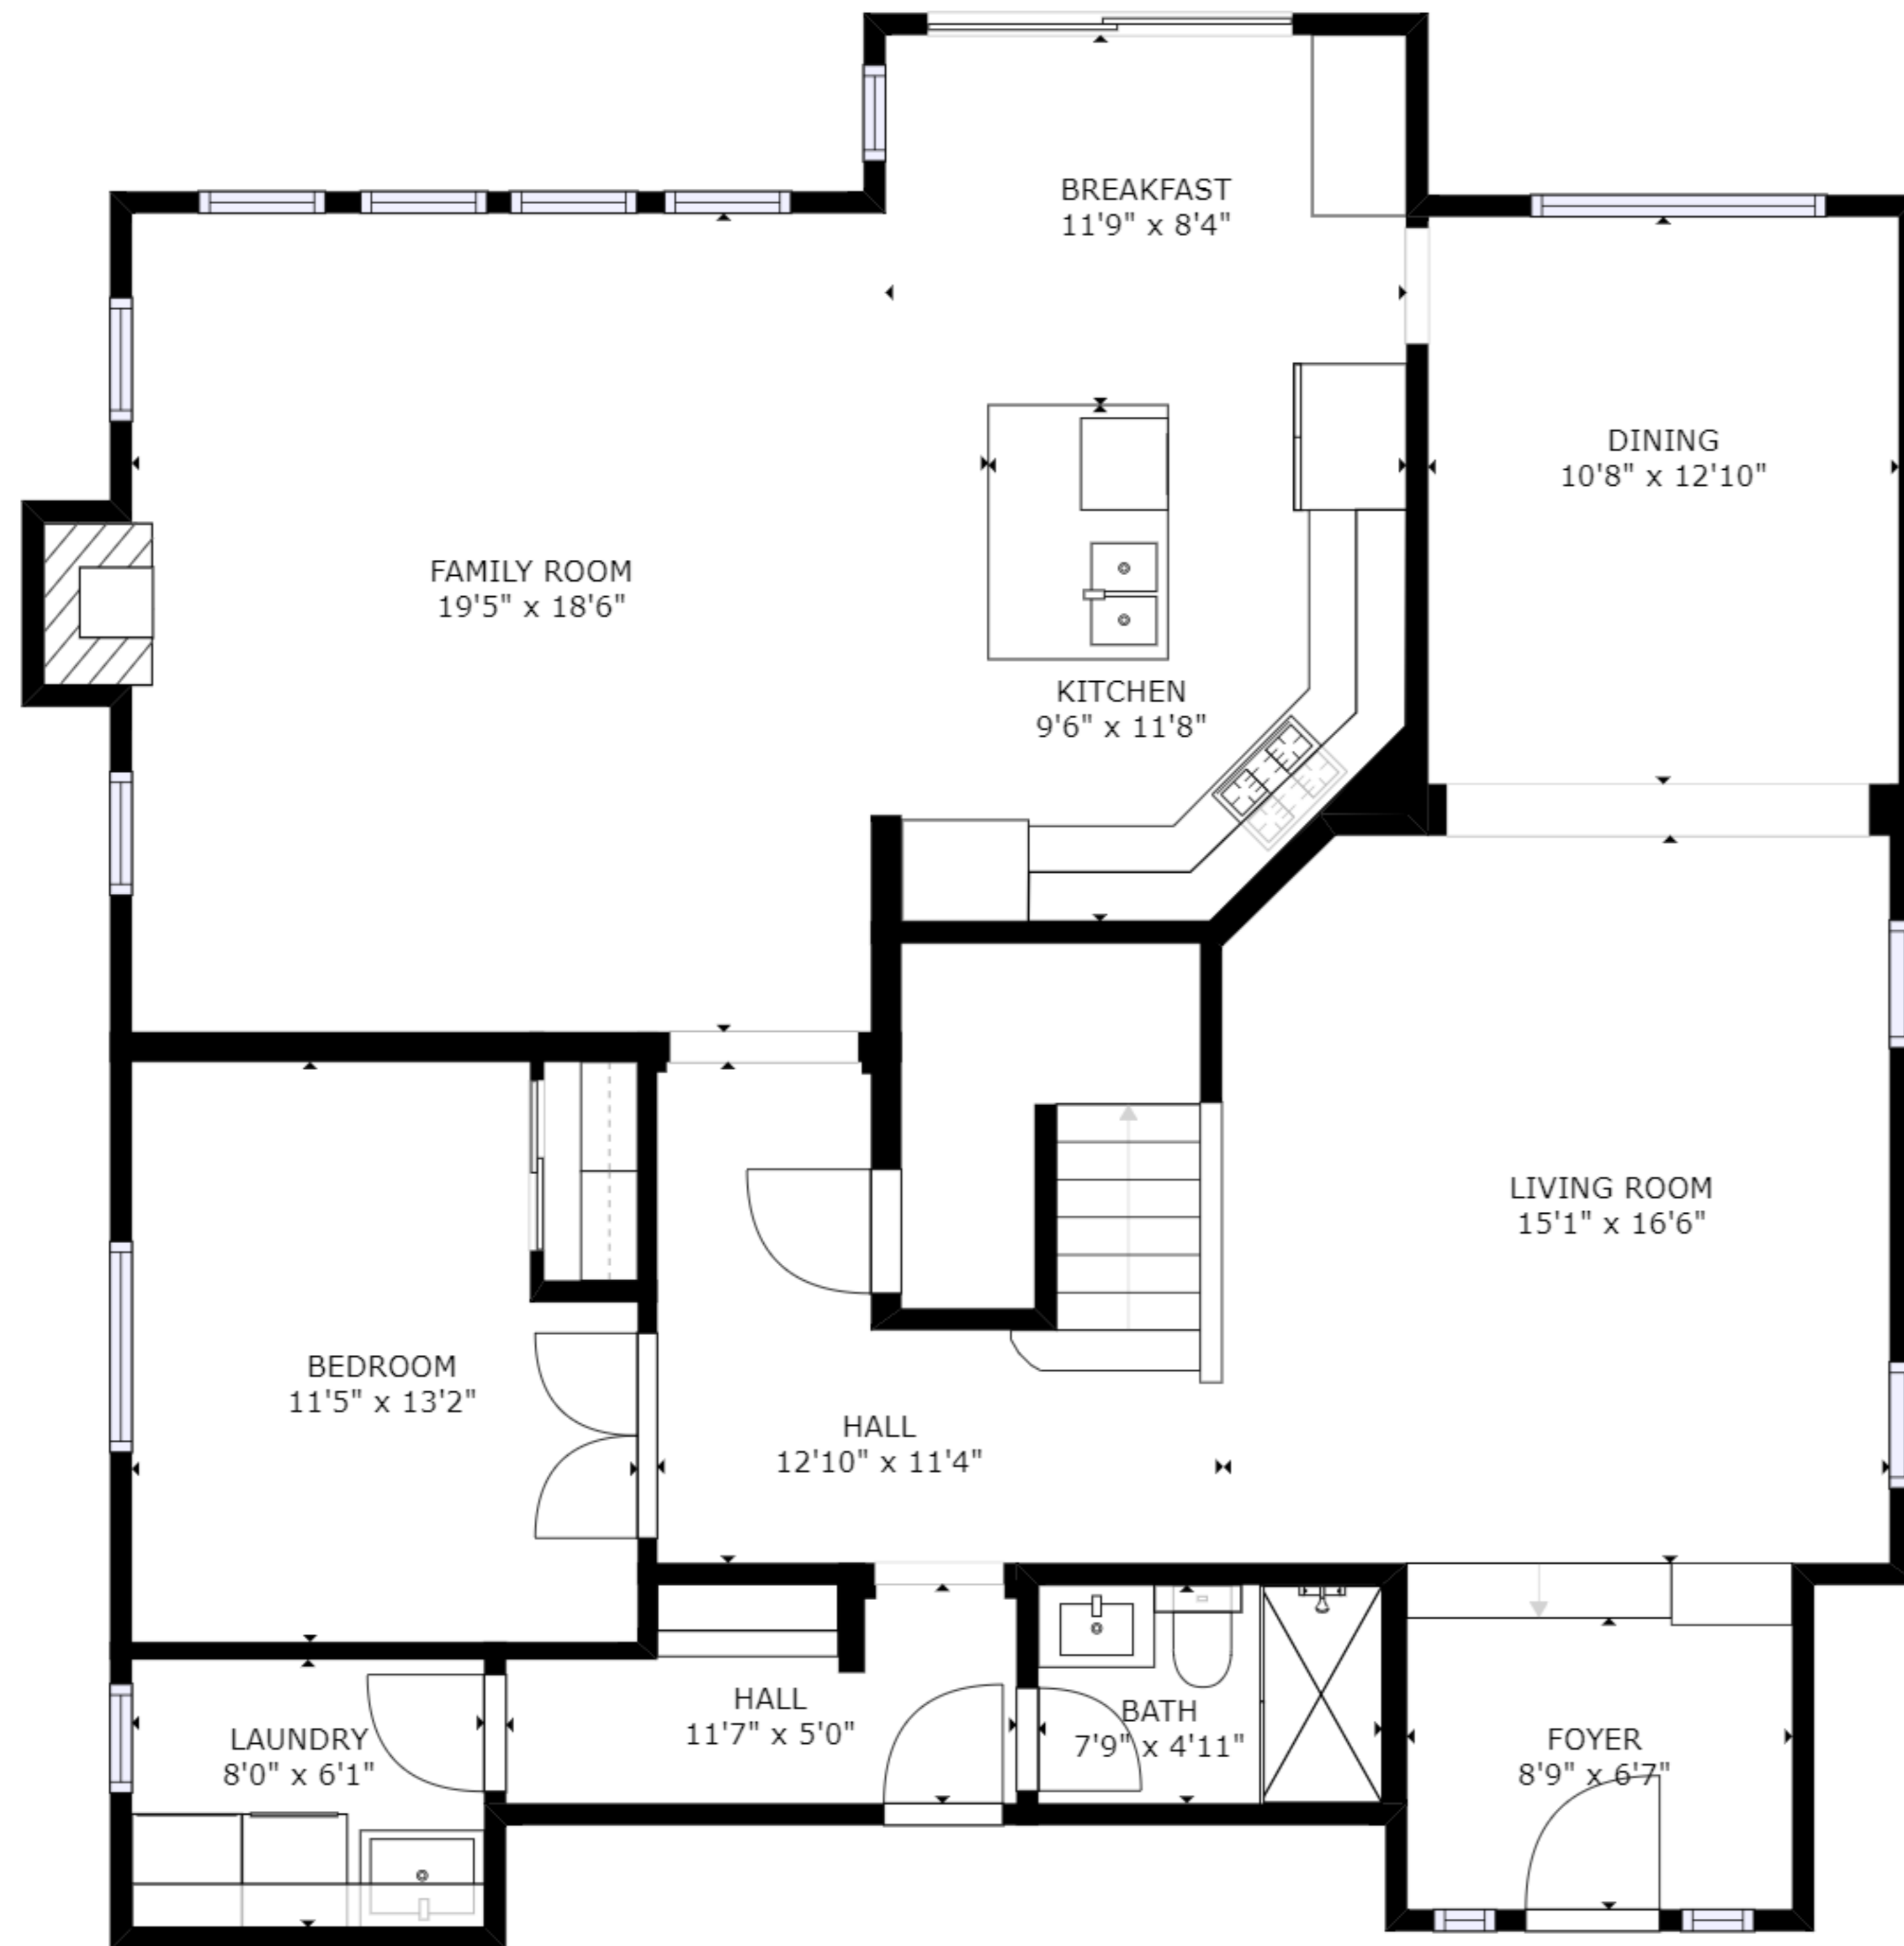 BREAKFAST
11'9" x 8'4"
DINING
10'8" x 12'10"
FAMILY ROOM
19'5" x 18'6"
KITCHEN
9'6" x 11'8"
LIVING ROOM
15'1" x 16'6"
BEDROOM
11'5" x 13'2"
HALL
12'10" x 11'4"
HALL
11'7" x 5'0"
BATH
7'9" x 4'11"
LAUNDRY
8'0" x 6'1"
FOYER
8'9" x 6'7"